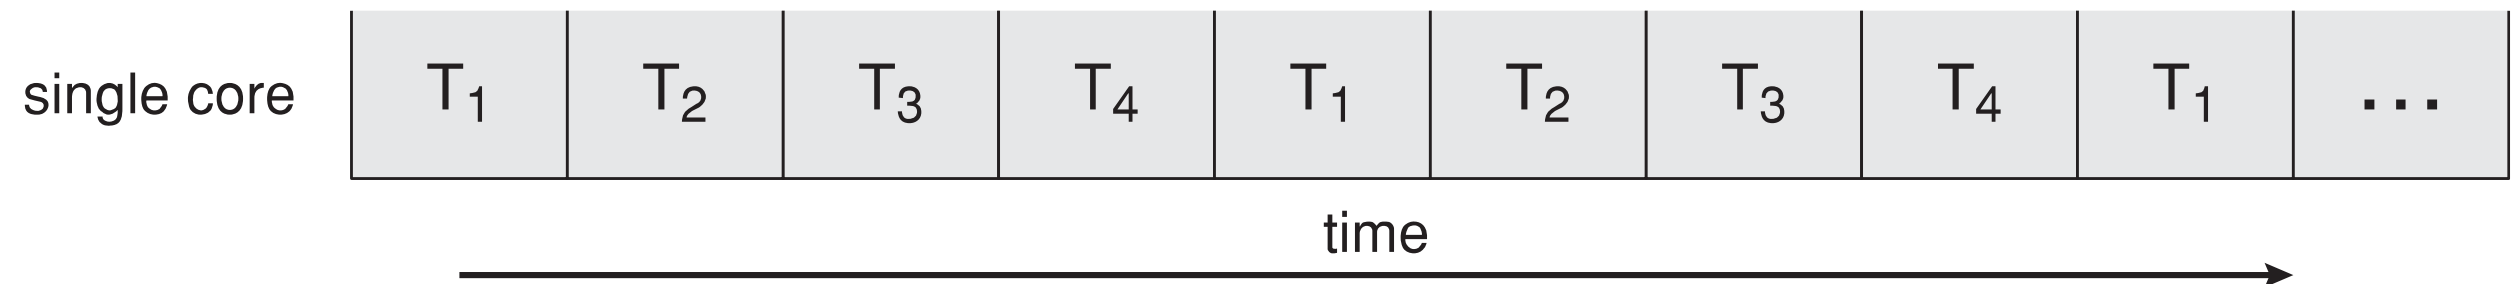 single core T₁ T₂ T₃ T₄ T₁ T₂ T₃ T₄ T₁ ...
time